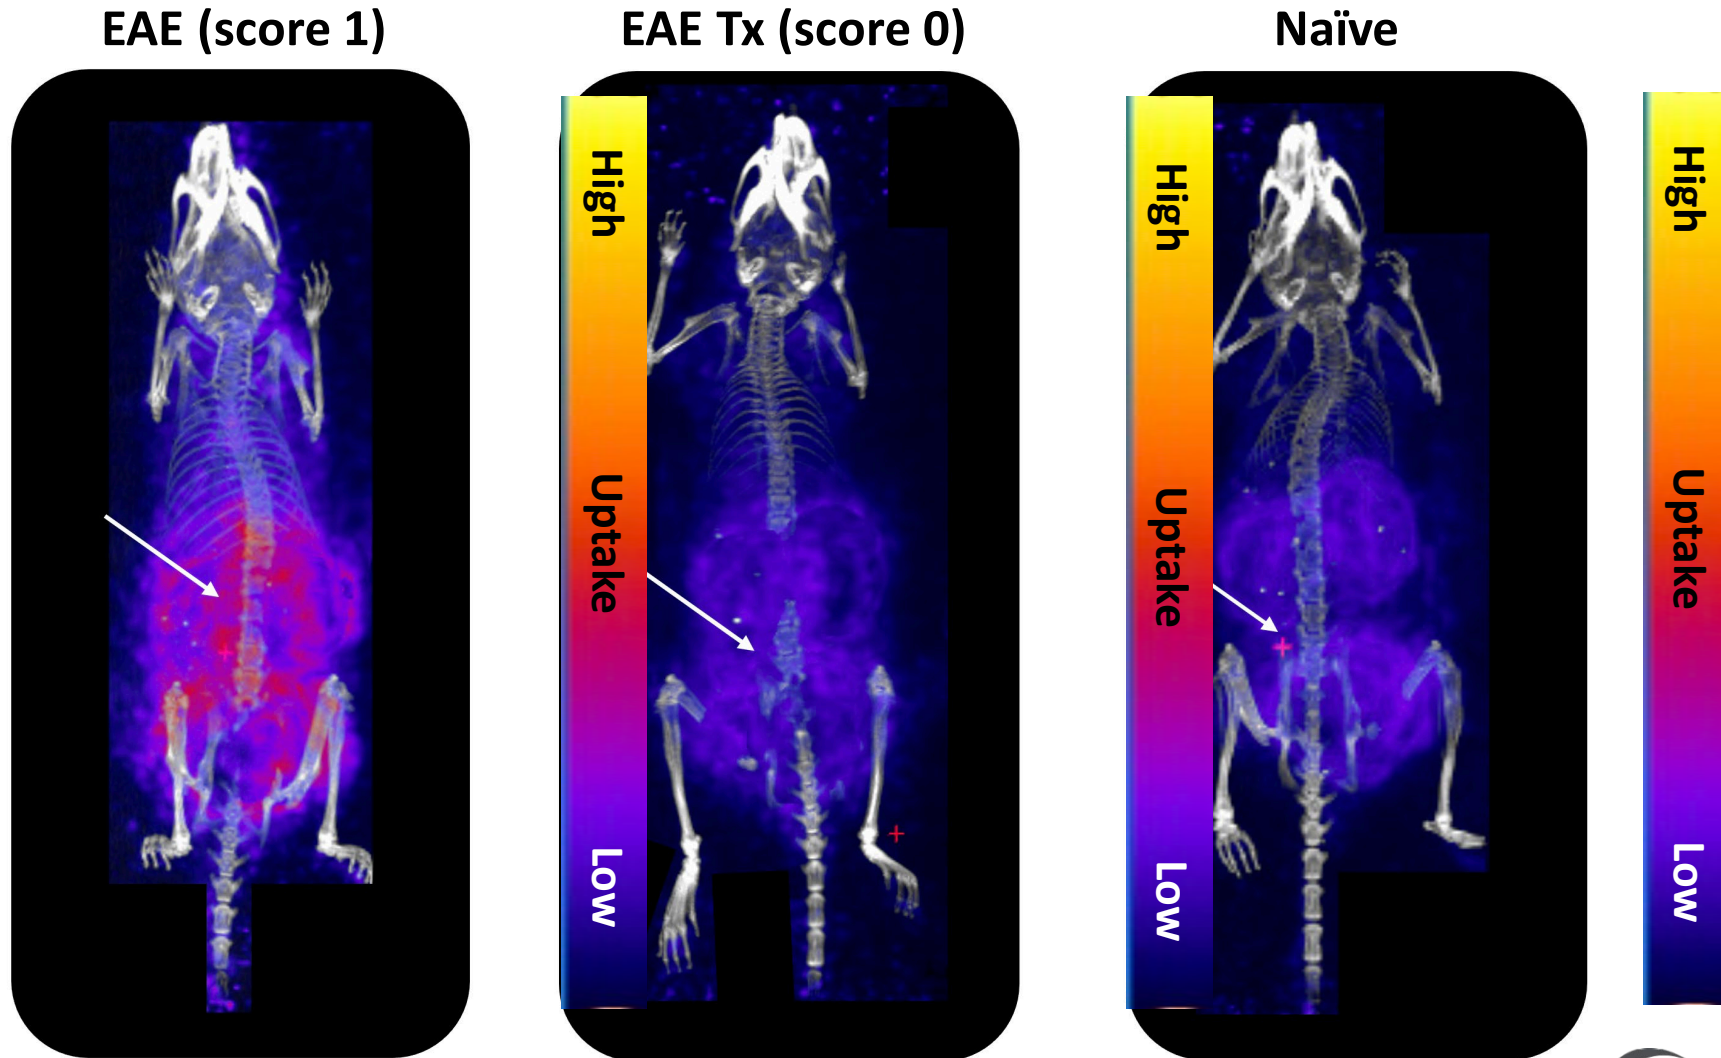 EAE (score 1)
EAE Tx (score 0)
Naïve
High
Uptake
Low
High
Uptake
Low
High
Uptake
Low